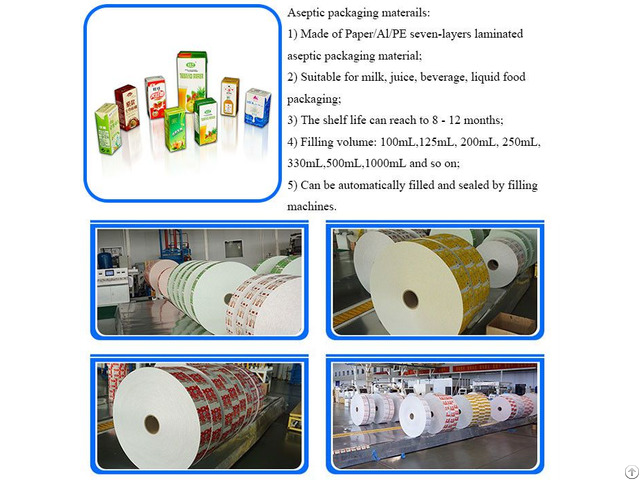 Aseptic packaging materails:
1) Made of Paper/Al/PE seven-layers laminated
aseptic packaging material;
2) Suitable for milk, juice, beverage, liquid food
packaging;
3) The shelf life can reach to 8 - 12 mouths;
4) Filling volume: 100mL,125mL, 200mL, 250mL,
330mL,500mL,1000mL and so on;
5) Can be automatically filled and sealed by filling
machines.